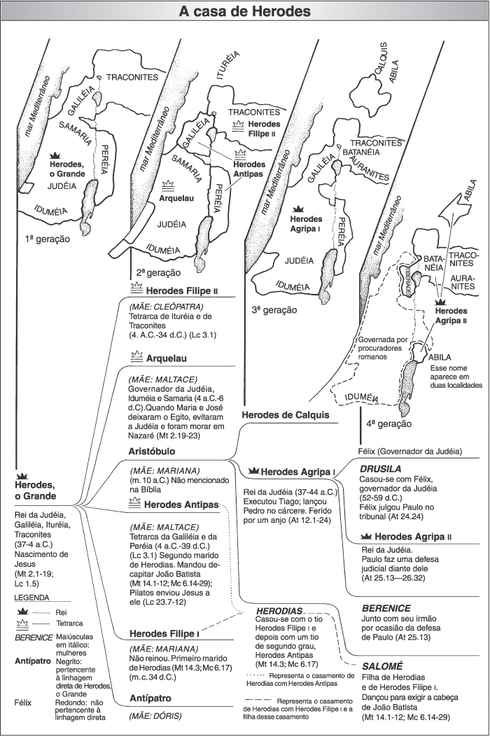 A casa de Herodes
mar Mediterrâneo
TRACONITES
GALILÉIA
SAMARIA
PERÉIA
Herodes,
o Grande
JUDÉIA
IDUMÉIA
1ª geração
mar Mediterrâneo
ITURÉIA
TRACONITES
Herodes
Filipe II
GALILÉIA
SAMARIA
Herodes
Antipas
PERÉIA
Arquelau
JUDÉIA
IDUMÉIA
2ª geração
mar Mediterrâneo
CALQUIS
ABILA
TRACONITES
BATANÉIA
AURANITES
GALILÉIA
Herodes
Agripa I
PERÉIA
JUDÉIA
IDUMÉIA
3ª geração
mar Mediterrâneo
ABILA
BATA-
NÉIA
TRACO-
NITES
AURA-
NITES
Herodes
Agripa II
Governada por
procuradores
romanos
ABILA
Esse nome
aparece em
duas localidades
IDUMÉIA
4ª geração
Herodes,
o Grande
Rei da Judéia,
Galiléia, Ituréia,
Traconites
(37-4 a.C.)
Nascimento de
Jesus
(Mt 2.1-19;
Lc 1.5)
Herodes Filipe II
(MÃE: CLEÓPATRA)
Tetrarca de Ituréia e de
Traconites
(4. A.C.-34 d.C.) (Lc 3.1)
Arquelau
(MÃE: MALTACE)
Governador da Judéia,
Iduméia e Samaria (4 a.C.-6
d.C).Quando Maria e José
deixaram o Egito, evitaram
a Judéia e foram morar em
Nazaré (Mt 2.19-23)
Aristóbulo
(MÃE: MARIANA)
(m. 10 a.C.) Não mencionado
na Bíblia
Herodes Antipas
(MÃE: MALTACE)
Tetrarca da Galiléia e da
Peréia (4 a.C.-39 d.C.)
(Lc 3.1) Segundo marido
de Herodias. Mandou de-
capitar João Batista
(Mt 14.1-12; Mc 6.14-29);
Pilatos enviou Jesus a
ele (Lc 23.7-12)
Herodes Filipe I
(MÃE: MARIANA)
Não reinou. Primeiro marido
de Herodias (Mt 14.3; Mc 6.17)
(m.c. 34 d.C.)
Antípatro
(MÃE: DÓRIS)
Herodes de Calquis
Herodes Agripa I
Rei da Judéia (37-44 a.C.)
Executou Tiago; lançou
Pedro no cárcere. Ferido
por um anjo (At 12.1-24)
HERODIAS
Casou-se com o tio
Herodes Filipe I e
depois com um tio
de segundo grau,
Herodes Antipas
(Mt 14.3; Mc 6.17)
Representa o casamento de
Herodias com Herodes Antipas
Representa o casamento
de Herodias com Herodes Filipe I e a
filha desse casamento
Félix (Governador da Judéia)
DRUSILA
Casou-se com Félix,
governador da Judéia
(52-59 d.C.)
Félix julgou Paulo no
tribunal (At 24.24)
Herodes Agripa II
Rei da Judéia.
Paulo faz uma defesa
judicial diante dele
(At 25.13—26.32)
BERENICE
Junto com seu irmão
por ocasião da defesa
de Paulo (At 25.13)
SALOMÉ
Filha de Herodias
e de Herodes Filipe I.
Dançou para exigir a cabeça
de João Batista
(Mt 14.1-12; Mc 6.14-29)
LEGENDA
Rei
Tetrarca
BERENICE Maiúsculas
em itálico:
mulheres
Antípatro Negrito:
pertencente
à linhagem
direta de Herodes,
o Grande
Félix Redondo: não
pertencente à
linhagem direta